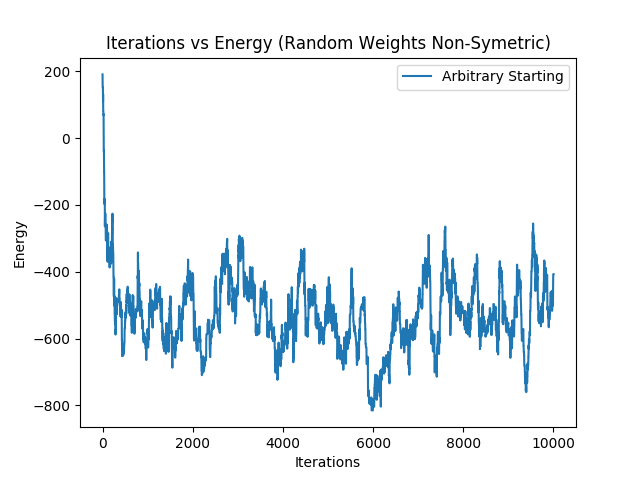 Iterations vs Energy (Random Weights Non-Symetric)
Arbitrary Starting
Energy
200
0
−200
−400
−600
−800
0 2000 4000 6000 8000 10000
Iterations